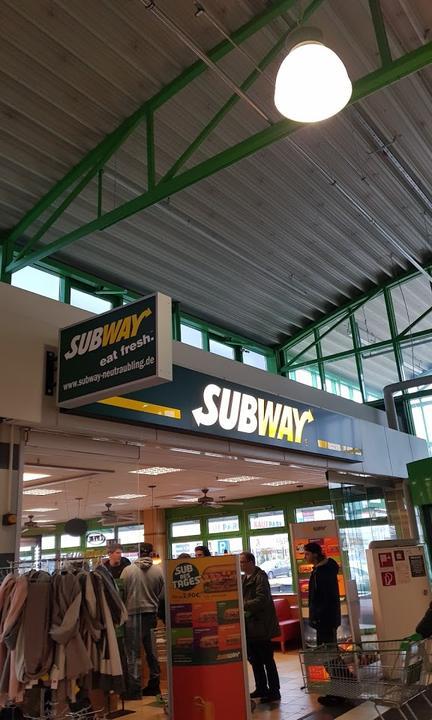 SUBWAY
eat fresh.
www.subway-neutraubling.de
SUBWAY
SUB
DES
TAGES